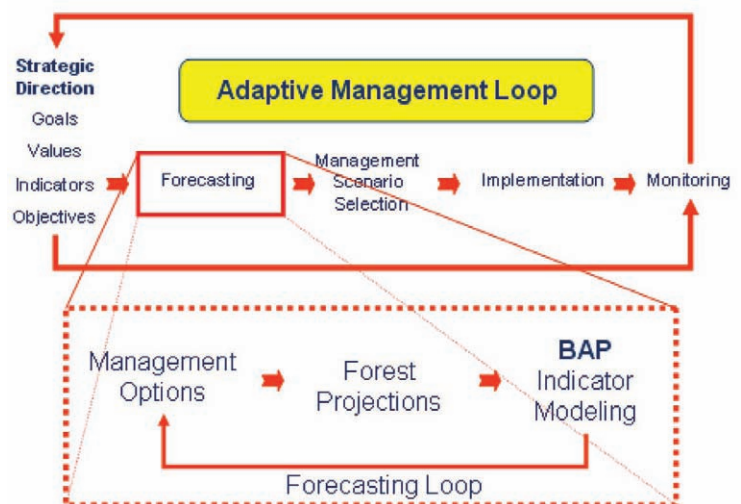 Adaptive Management Loop
Strategic
Direction
Goals
Values
Indicators
Objectives
Forecasting
Management
Scenario
Selection
Implementation
Monitoring
Management
Options
Forest
Projections
BAP
Indicator
Modeling
Forecasting Loop